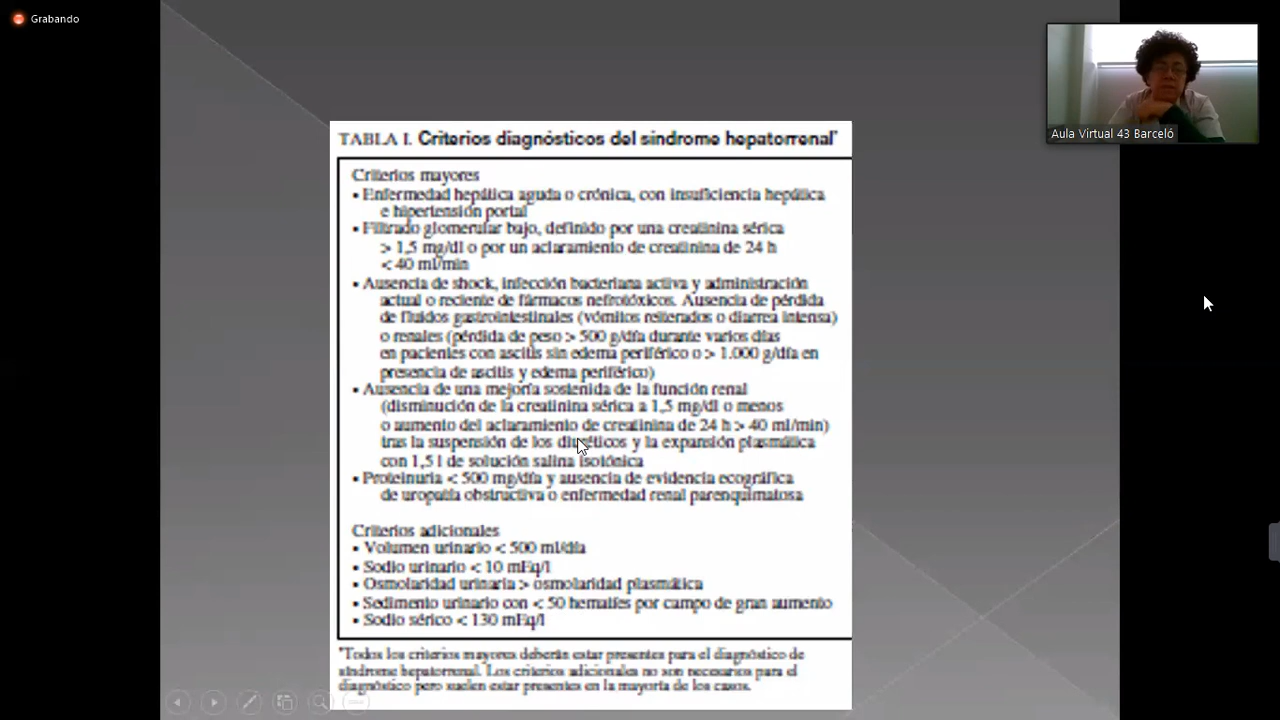 Grabando
Aula Virtual 43 Barceló
TABLA I. Criterios diagnósticos del síndrome hepatorrenal*
Criterios mayores
• Enfermedad hepática aguda o crónica, con insuficiencia hepática
e hipertensión portal
• Filtrado glomerular bajo, definido por una creatinina sérica
> 1,5 mg/dl o por un aclaramiento de creatinina de 24 h
< 40 ml/min
• Ausencia de shock, infección bacteriana activa y administración
actual o reciente de fármacos nefrotóxicos. Ausencia de pérdida
de fluidos gastrointestinales (vómitos reiterados o diarrea intensa)
o renales (pérdida de peso > 500 g/día durante varios días
en pacientes con ascitis sin edema periférico o > 1.000 g/día en
presencia de ascitis y edema periférico)
• Ausencia de una mejoría sostenida de la función renal
(disminución de la creatinina sérica a 1,5 mg/dl o menos
o aumento del aclaramiento de creatinina de 24 h > 40 ml/min)
tras la suspensión de los diuréticos y la expansión plasmática
con 1,5 l de solución salina isotónica
• Proteinuria < 500 mg/día y ausencia de evidencia ecográfica
de uropatía obstructiva o enfermedad renal parenquimatosa
Criterios adicionales
• Volumen urinario < 500 ml/día
• Sodio urinario < 10 mEq/l
• Osmolaridad urinaria > osmolaridad plasmática
• Sedimento urinario con < 50 hematíes por campo de gran aumento
• Sodio sérico < 130 mEq/l
*Todos los criterios mayores deberán estar presentes para el diagnóstico de
síndrome hepatorrenal. Los criterios adicionales no son necesarios para el
diagnóstico pero suelen estar presentes en la mayoría de los casos.